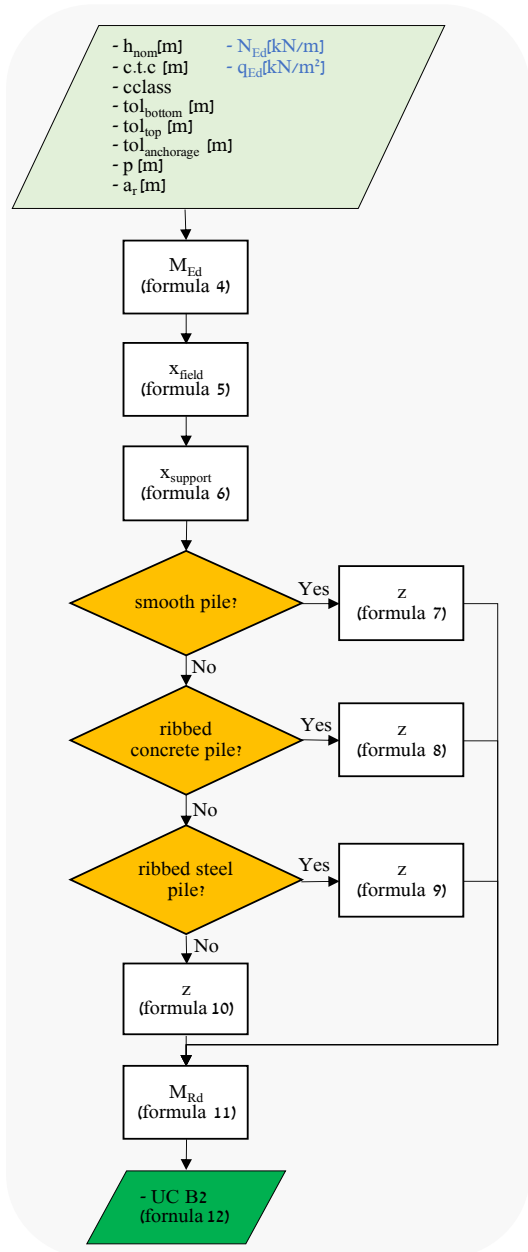 - h_nom[m]
- c.t.c [m]
- cclass
- tol_bottom [m]
- tol_top [m]
- tol_anchorage [m]
- p [m]
- a_r [m]
- N_Ed[kN/m]
- q_Ed[kN/m²]
M_Ed
(formula 4)
x_field
(formula 5)
x_support
(formula 6)
smooth pile?
Yes
z
(formula 7)
No
ribbed
concrete pile?
Yes
z
(formula 8)
No
ribbed steel
pile?
Yes
z
(formula 9)
No
z
(formula 10)
M_Rd
(formula 11)
- UC B2
(formula 12)